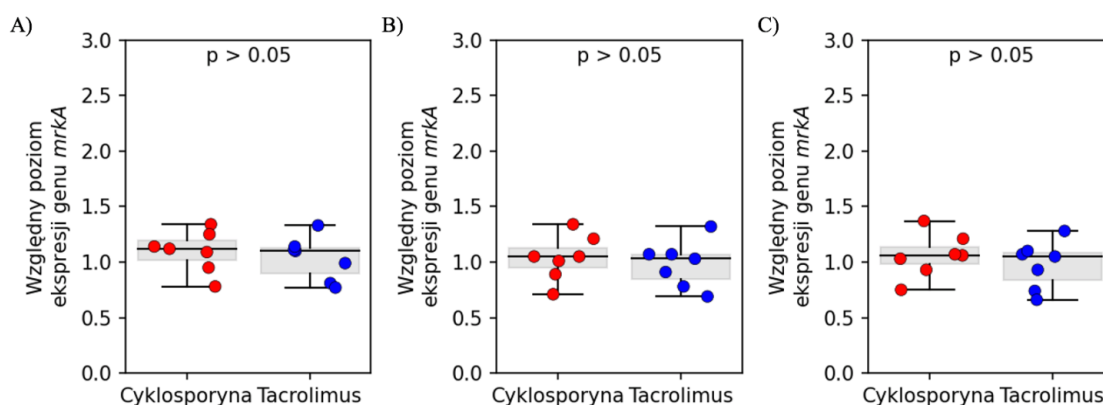 A)
Względny poziom
ekspresji genu mrkA
3.0
2.5
2.0
1.5
1.0
0.5
0.0
p > 0.05
Cyklosporyna Tacrolimus
B)
Względny poziom
ekspresji genu mrkA
3.0
2.5
2.0
1.5
1.0
0.5
0.0
p > 0.05
Cyklosporyna Tacrolimus
C)
Względny poziom
ekspresji genu mrkA
3.0
2.5
2.0
1.5
1.0
0.5
0.0
p > 0.05
Cyklosporyna Tacrolimus